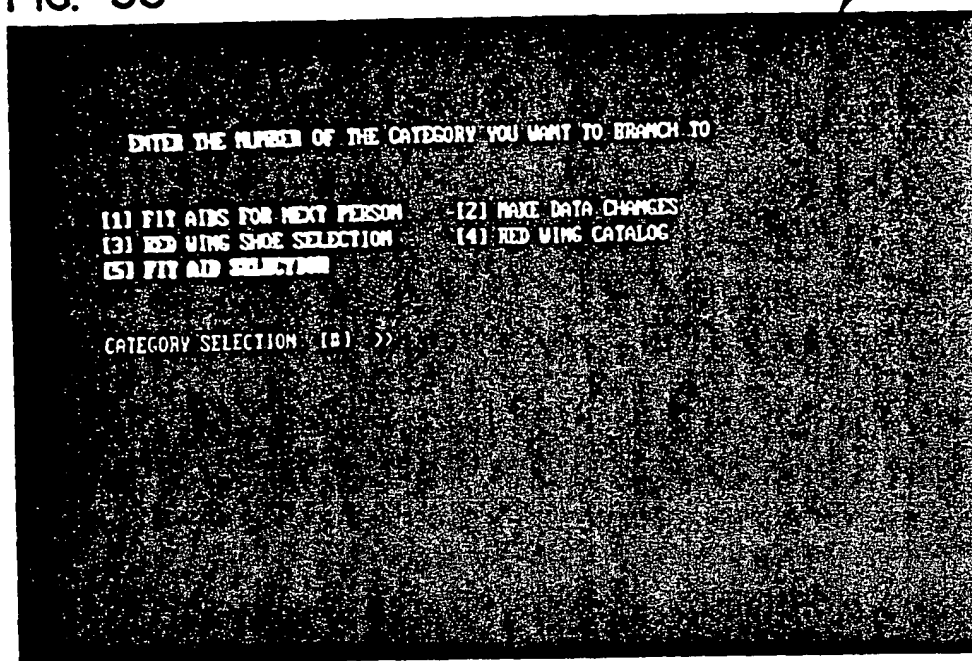 FIG.
ENTER THE NUMBER OF THE CATEGORY YOU WANT TO BRANCH TO
[1] FIT AIDS FOR NEXT PERSON [2] MAKE DATA CHANGES
[3] RED WING SHOE SELECTION [4] RED WING CATALOG
[5] FIT AID SELECTION
CATEGORY SELECTION [#] >>